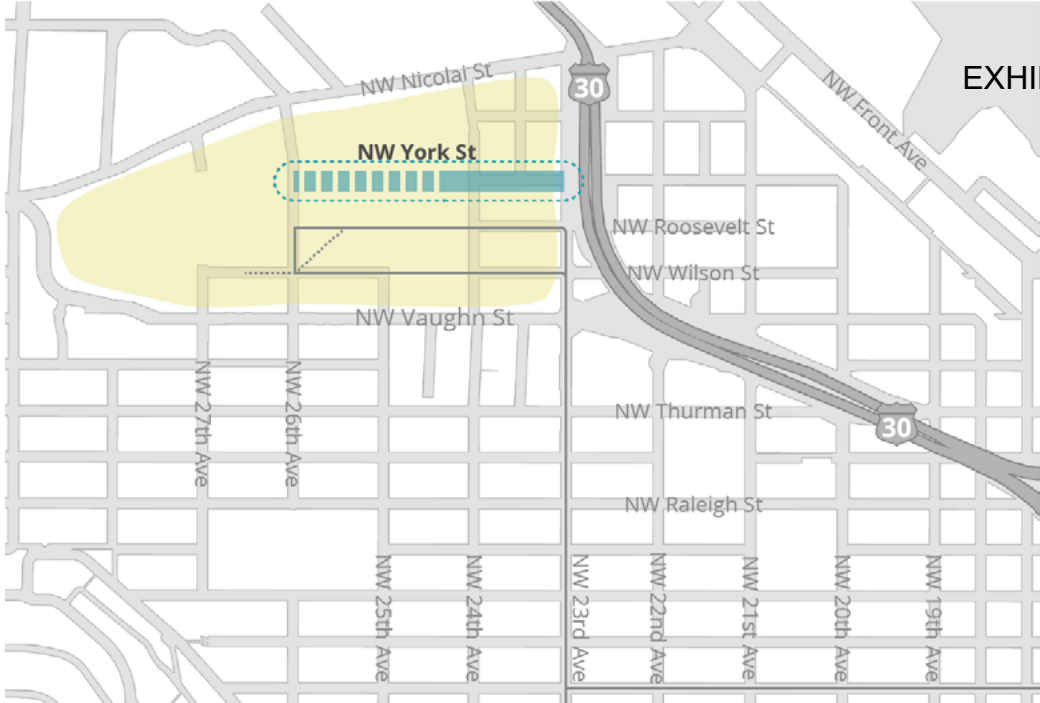 NW Nicolai St
30
EXHI
NW Front Ave
NW York St
NW Roosevelt St
NW Wilson St
NW Vaughn St
NW 27th Ave
NW 26th Ave
NW Thurman St
30
NW Raleigh St
NW 25th Ave
NW 24th Ave
NW 23rd Ave
NW 22nd Ave
NW 21st Ave
NW 20th Ave
NW 19th Ave